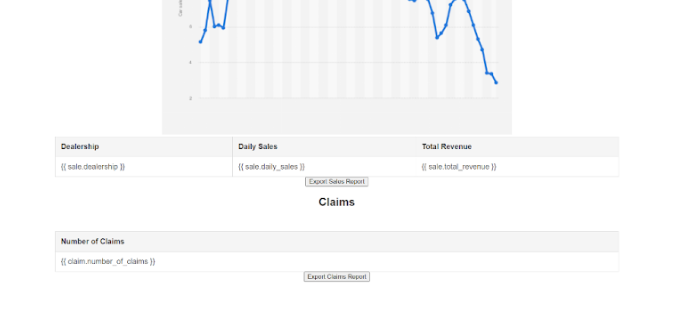 Dealership Daily Sales Total Revenue
{{ sale.dealership }} {{ sale.daily_sales }} {{ sale.total_revenue }}
Export Sales Report
Claims
Number of Claims
{{ claim.number_of_claims }}
Export Claims Report